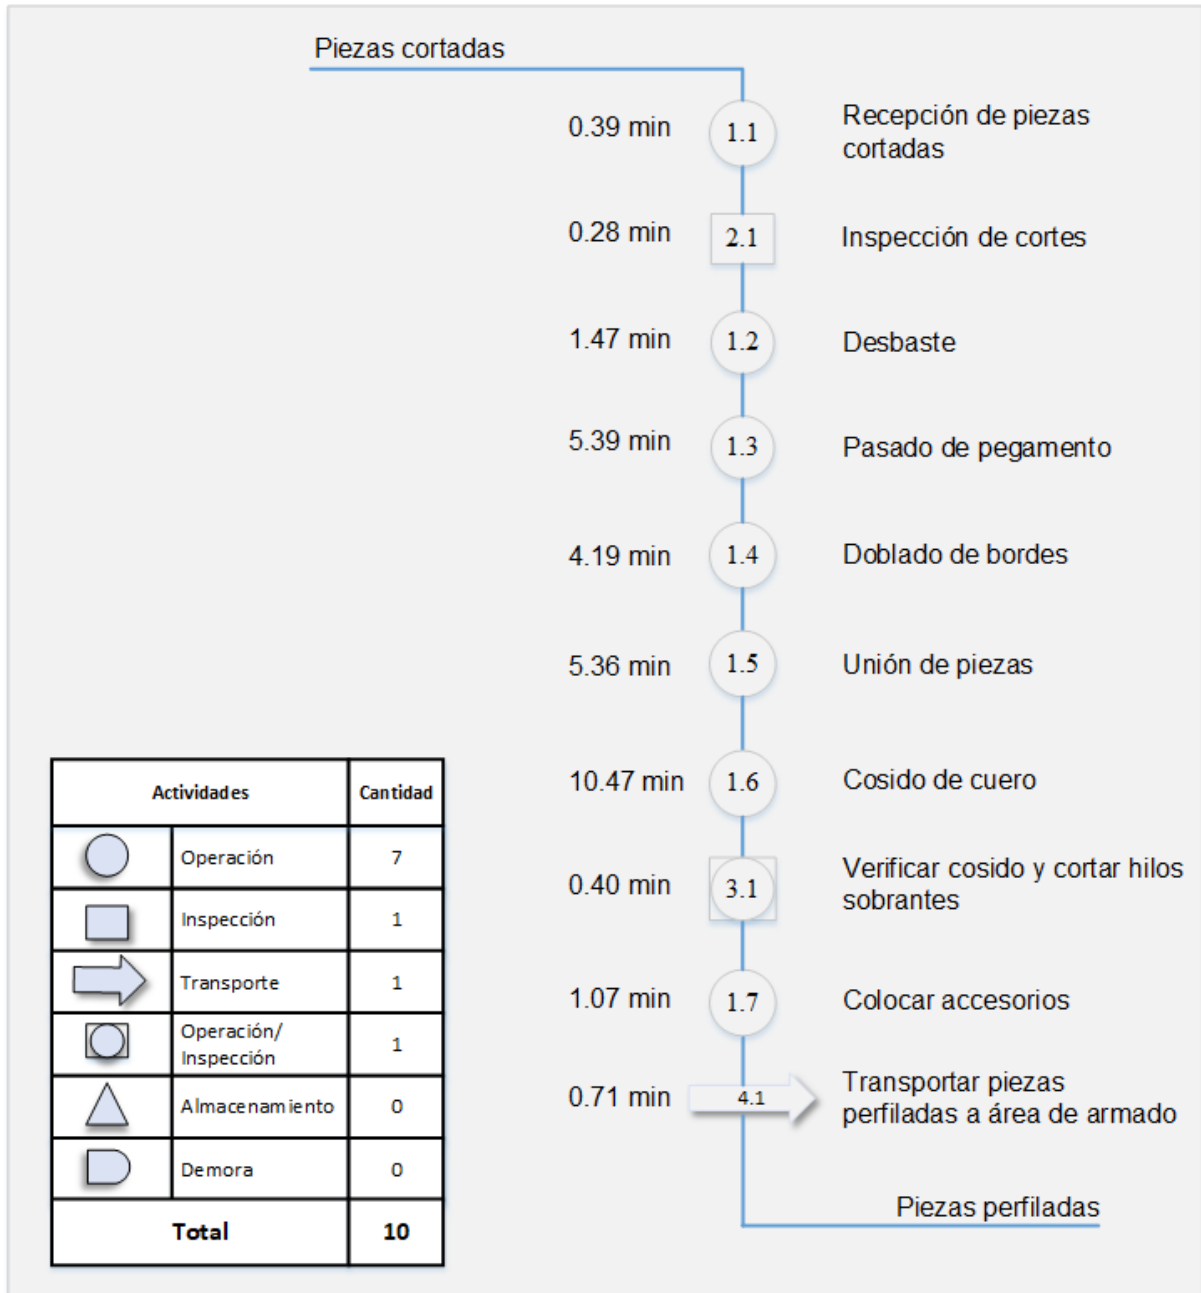 Piezas cortadas
0.39 min 1.1 Recepción de piezas
cortadas
0.28 min 2.1 Inspección de cortes
1.47 min 1.2 Desbaste
5.39 min 1.3 Pasado de pegamento
4.19 min 1.4 Doblado de bordes
5.36 min 1.5 Unión de piezas
10.47 min 1.6 Cosido de cuero
0.40 min 3.1 Verificar cosido y cortar hilos
sobrantes
1.07 min 1.7 Colocar accesorios
0.71 min 4.1 Transportar piezas
perfiladas a área de armado
Piezas perfiladas
Actividades Cantidad
Operación 7
Inspección 1
Transporte 1
Operación/
Inspección 1
Almacenamiento 0
Demora 0
Total 10